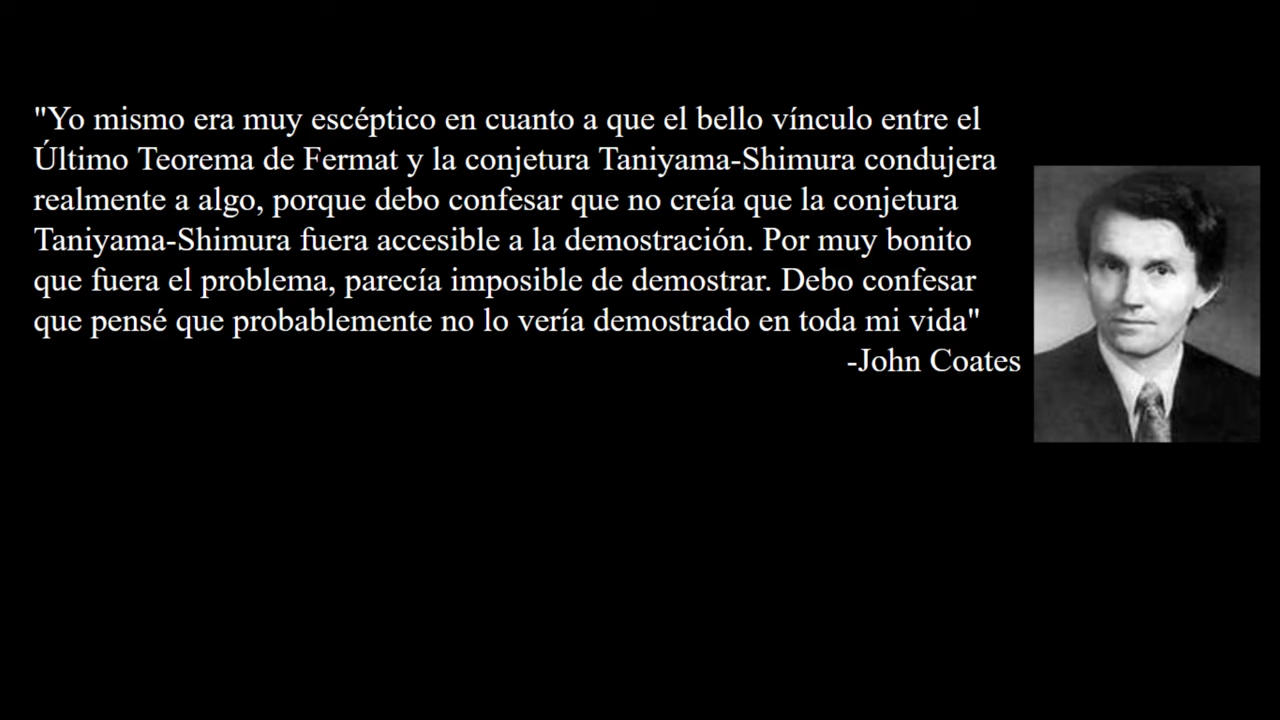 "Yo mismo era muy escéptico en cuanto a que el bello vínculo entre el
Último Teorema de Fermat y la conjetura Taniyama-Shimura condujera
realmente a algo, porque debo confesar que no creía que la conjetura
Taniyama-Shimura fuera accesible a la demostración. Por muy bonito
que fuera el problema, parecía imposible de demostrar. Debo confesar
que pensé que probablemente no lo vería demostrado en toda mi vida"
-John Coates